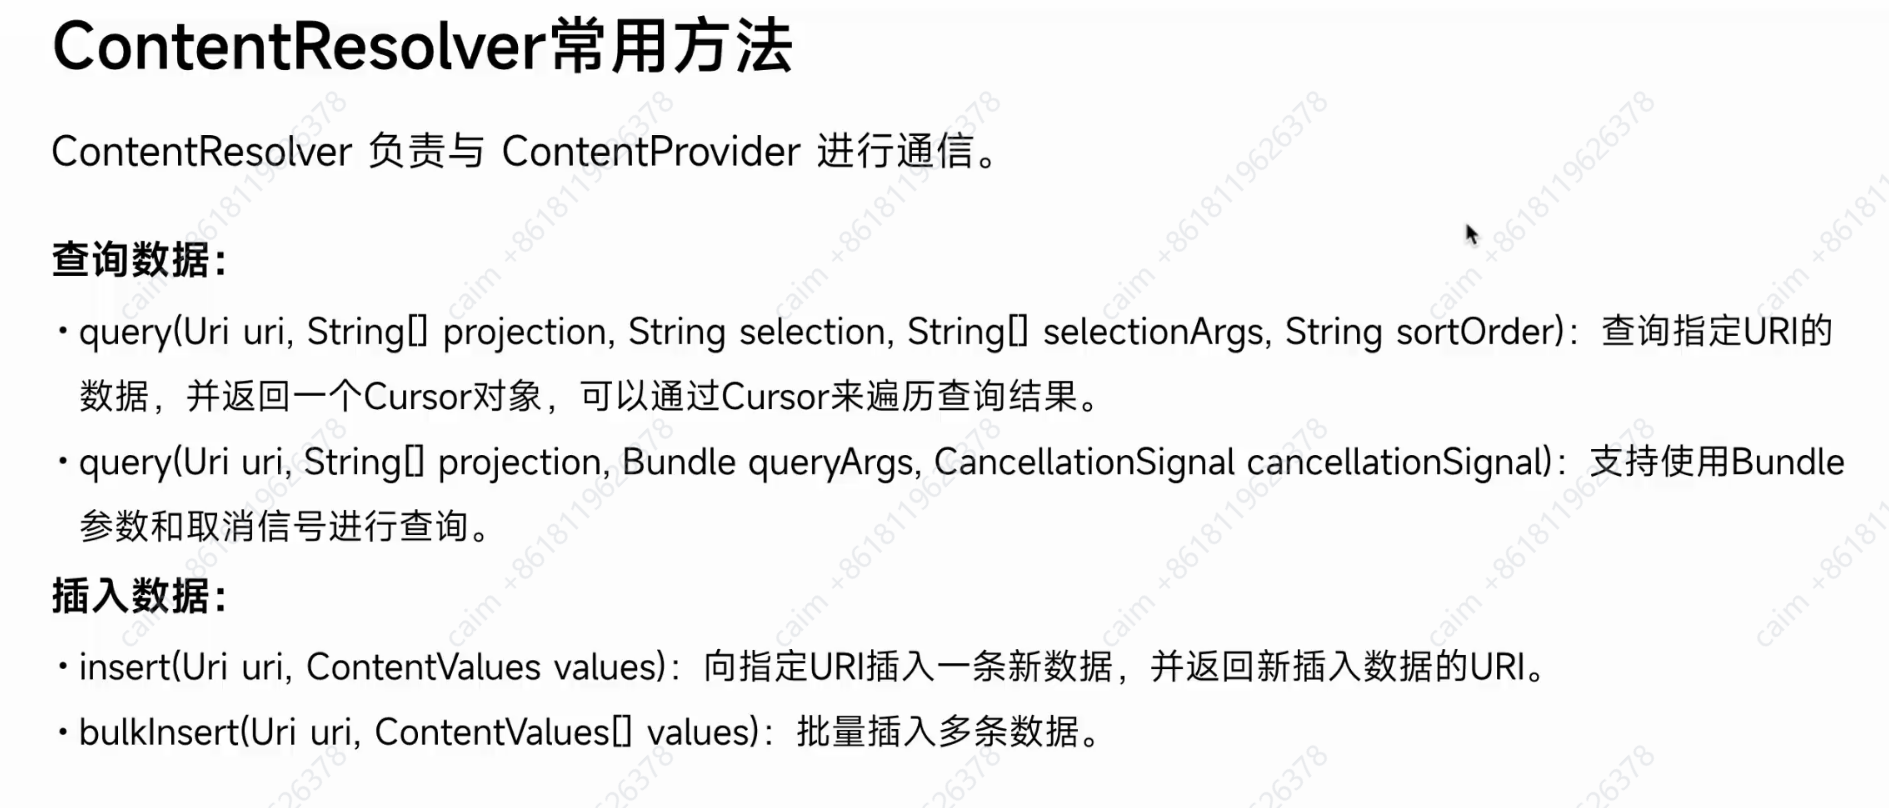 ContentResolver常用方法
ContentResolver 负责与 ContentProvider 进行通信。
查询数据：
• query(Uri uri, String[] projection, String selection, String[] selectionArgs, String sortOrder)：查询指定URI的
数据，并返回一个Cursor对象，可以通过Cursor来遍历查询结果。
• query(Uri uri, String[] projection, Bundle queryArgs, CancellationSignal cancellationSignal)：支持使用Bundle
参数和取消信号进行查询。
插入数据：
• insert(Uri uri, ContentValues values)：向指定URI插入一条新数据，并返回新插入数据的URI。
• bulkInsert(Uri uri, ContentValues[] values)：批量插入多条数据。
caim +8618119626378